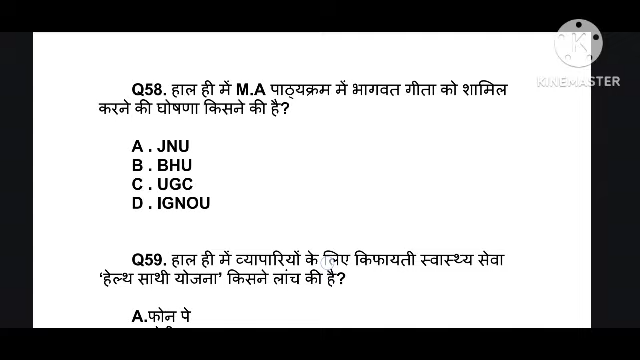 Q58. हाल ही में M.A पाठ्यक्रम में भागवत गीता को शामिल
करने की घोषणा किसने की है?
A . JNU
B . BHU
C . UGC
D . IGNOU
Q59. हाल ही में व्यापारियों के लिए किफायती स्वास्थ्य सेवा
‘हेल्थ साथी योजना’ किसने लांच की है?
A.फोन पे
KINEMASTER